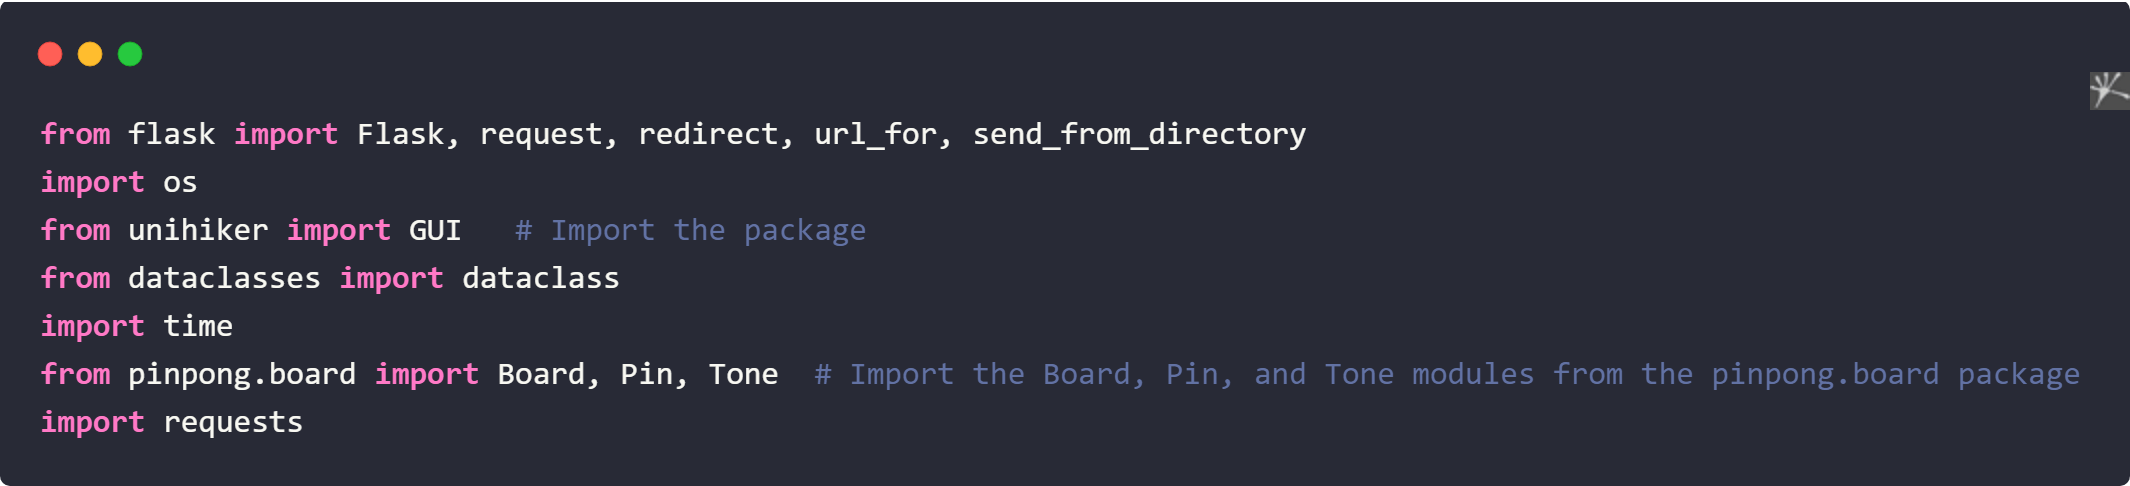 from flask import Flask, request, redirect, url_for, send_from_directory
import os
from unihiker import GUI   # Import the package
from dataclasses import dataclass
import time
from pinpong.board import Board, Pin, Tone  # Import the Board, Pin, and Tone modules from the pinpong.board package
import requests